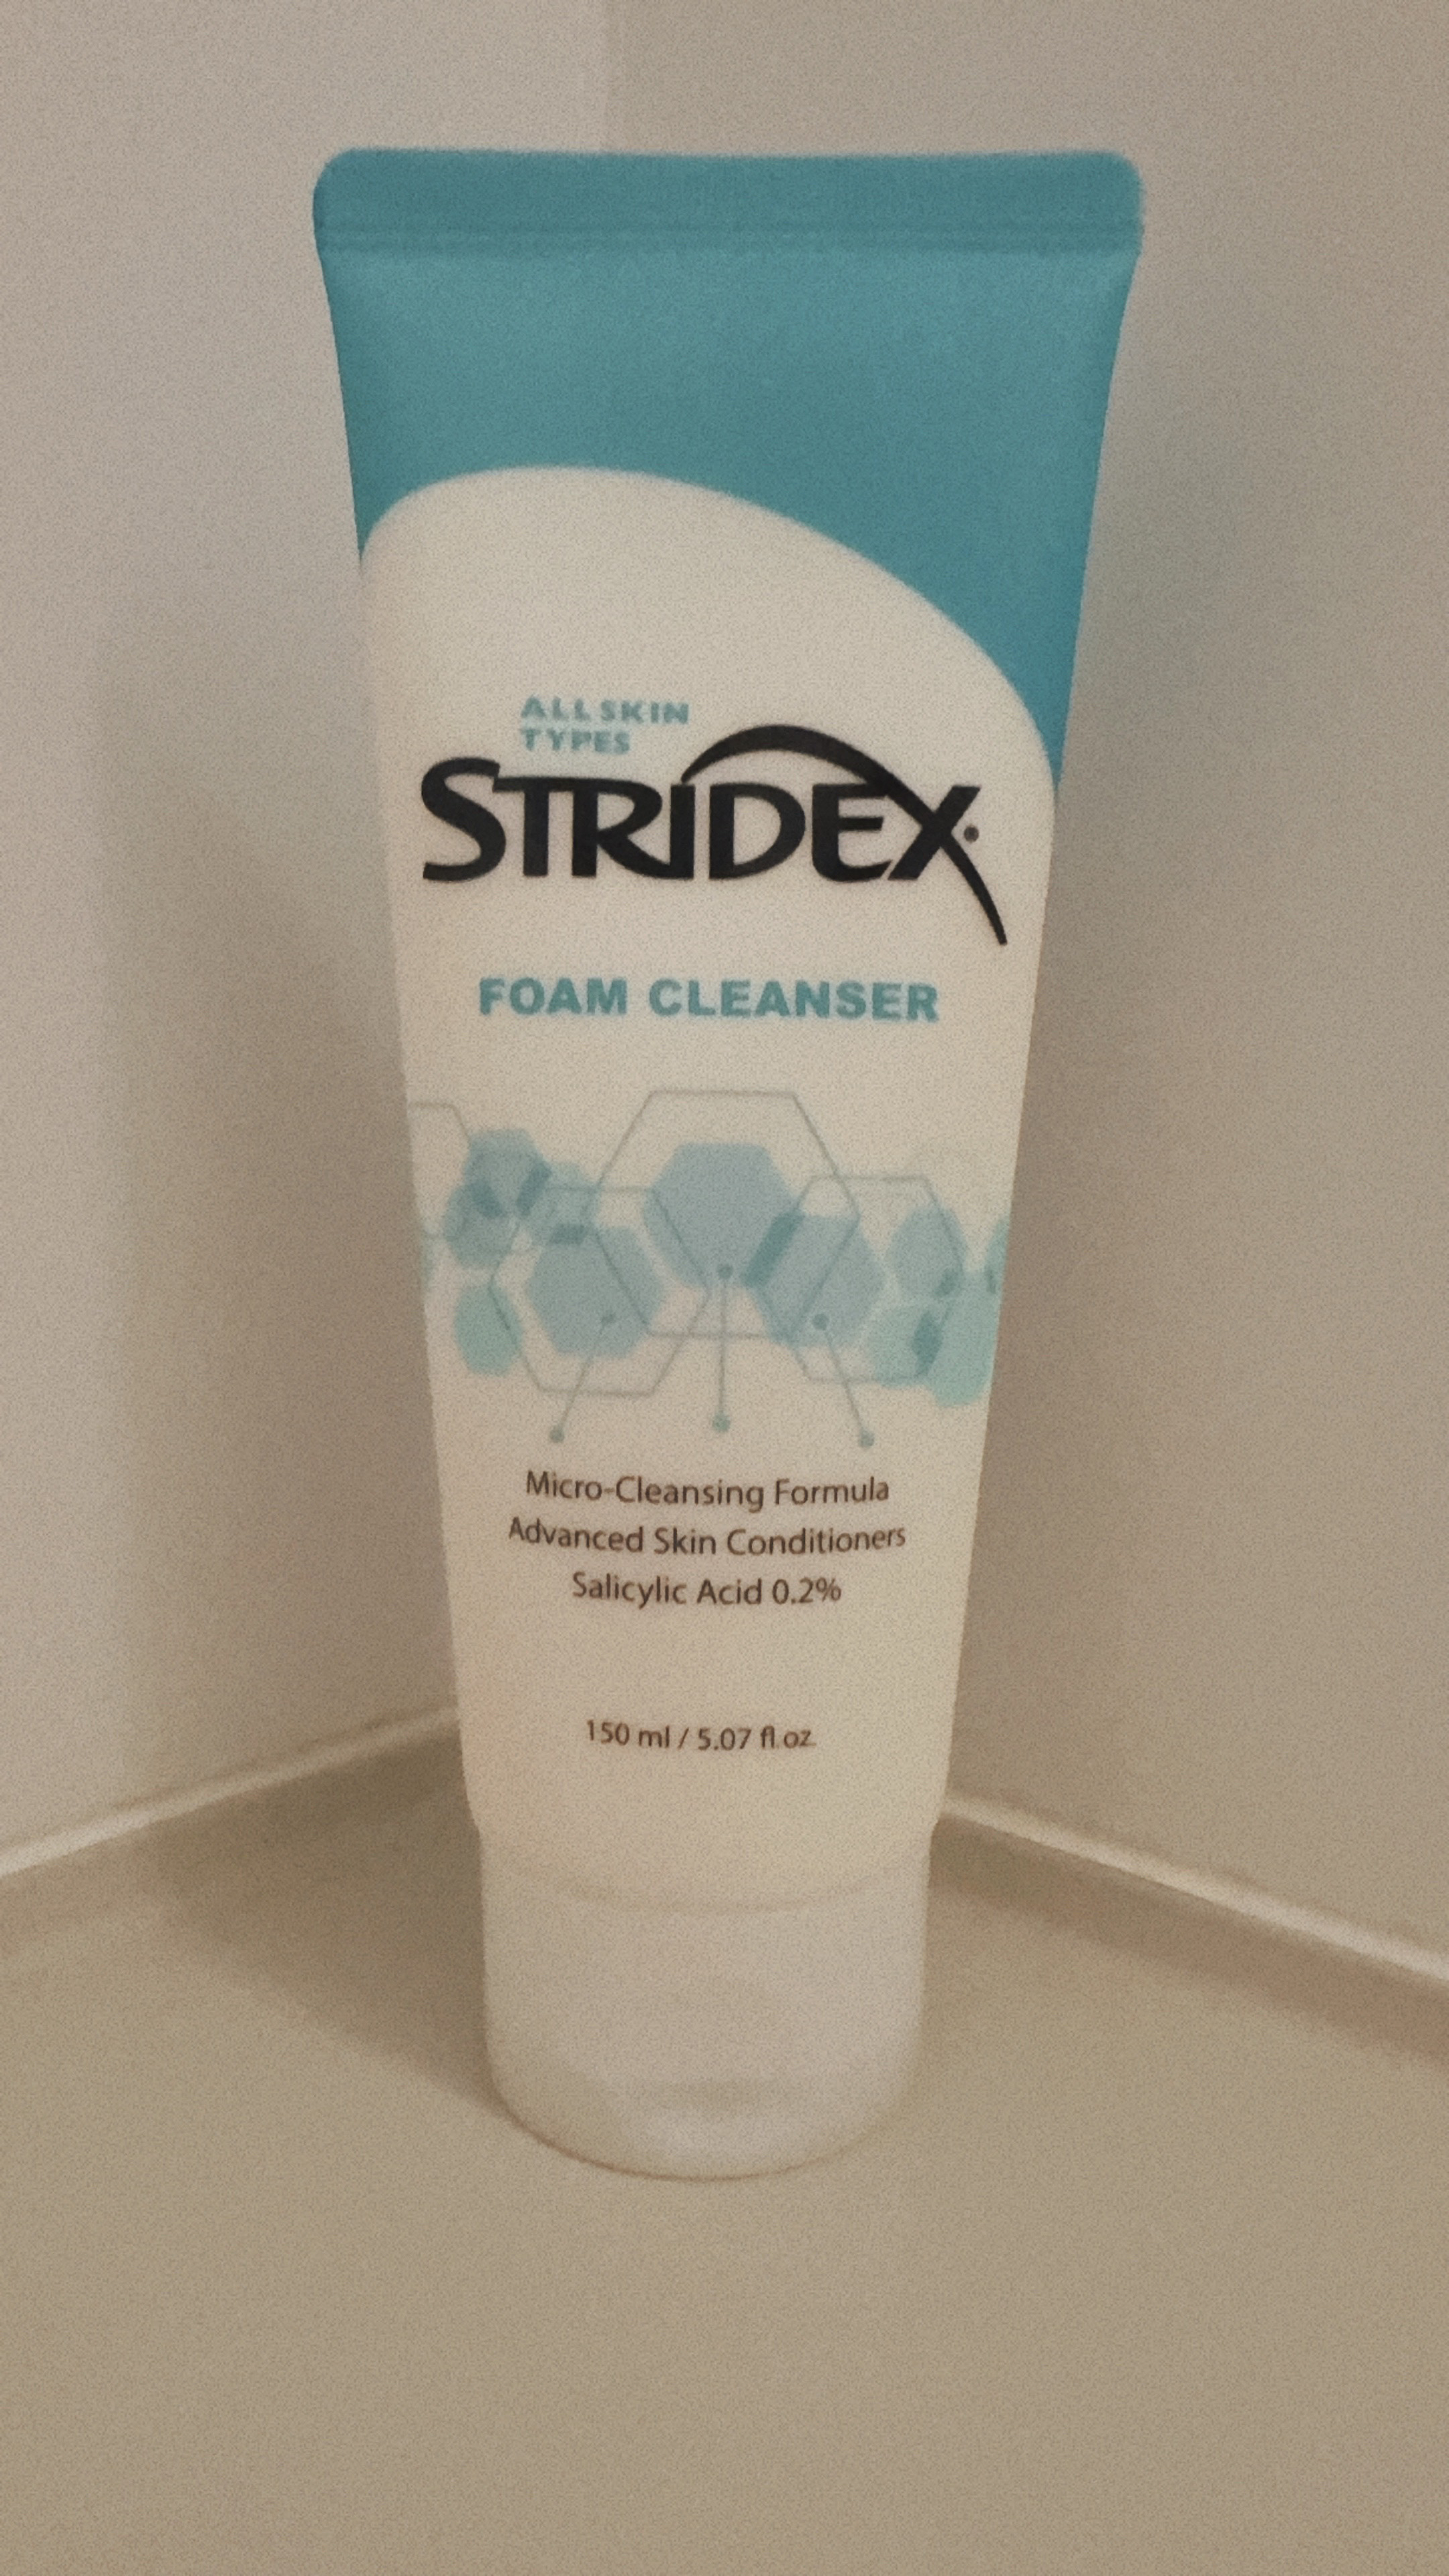 ALL SKIN
TYPES
STRIDEX
FOAM CLEANSER
Micro-Cleansing Formula
Advanced Skin Conditioners
Salicylic Acid 0.2%
150 ml / 5.07 fl.oz.